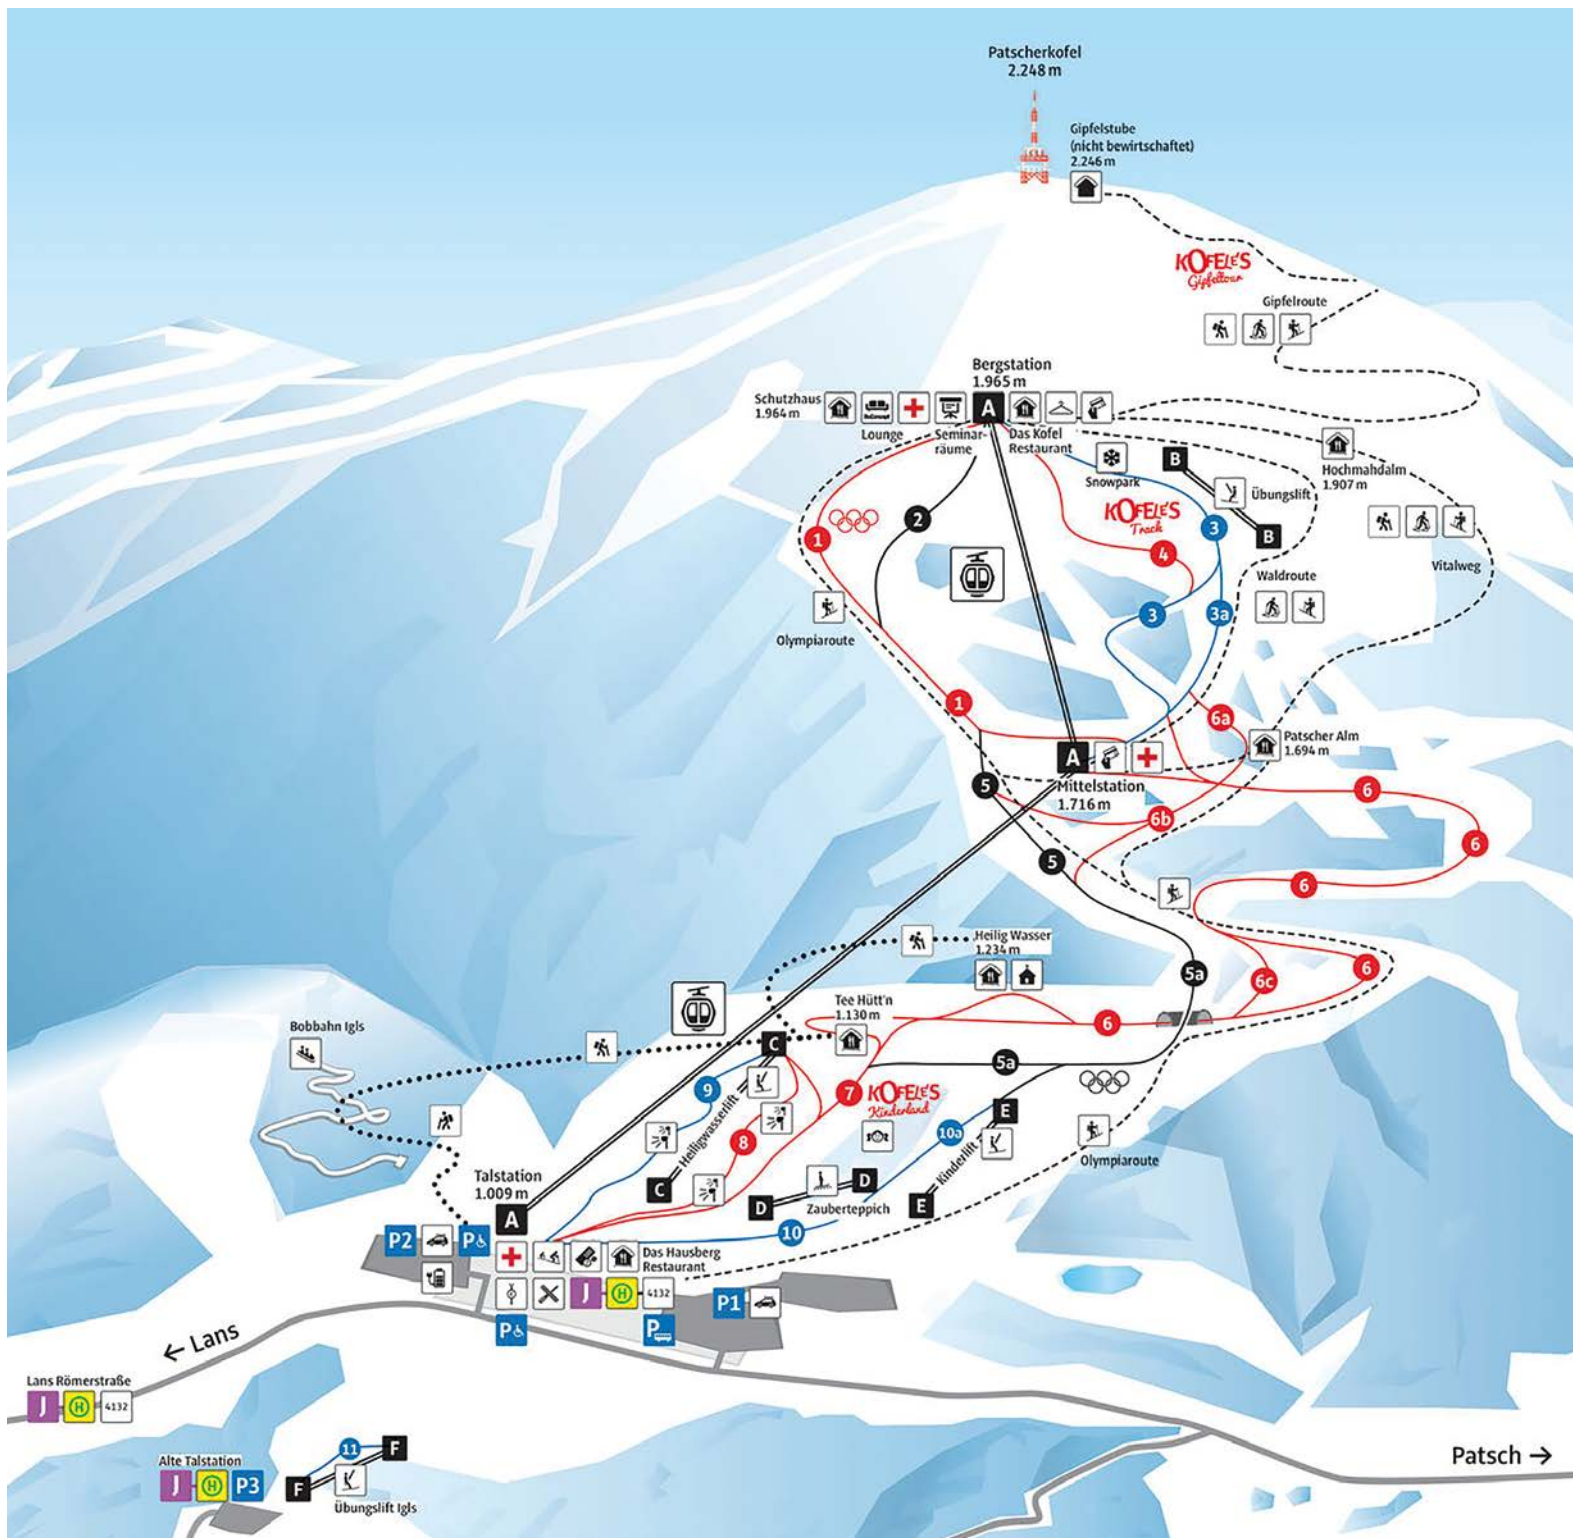 Patscherkofel
2.248 m
Gipfelstube
(nicht bewirtschaftet)
2.246 m
KOFELE'S
Gipfeltour
Gipfelroute
Bergstation
1.965 m
Schutzhaus
1.964 m
A
Lounge
Seminar-
räume
Das Kofel
Restaurant
Hochmahdalm
1.907 m
Snowpark
B
Übungslift
B
KOFELE'S
Track
1
2
3
4
Vitalweg
Waldroute
3
3a
Olympiaroute
1
6a
Patscher Alm
1.694 m
A
Mittelstation
1.716 m
5
6
6b
6
5
6
Heilig Wasser
1.234 m
5a
6c
6
Tee Hütt'n
1.130 m
6
Bobbahn Igls
C
9
Heiligwasserlift
5a
7
KOFELE'S
Kinderland
8
E
10a
Kinderlift
Olympiaroute
Talstation
1.009 m
C
D
D
Zauberteppich
E
A
10
P2
P
Das Hausberg
Restaurant
J
H
4132
P1
P
P
← Lans
Lans Römerstraße
J
H
4132
Alte Talstation
J
H
P3
11
F
F
Übungslift Igls
Patsch →